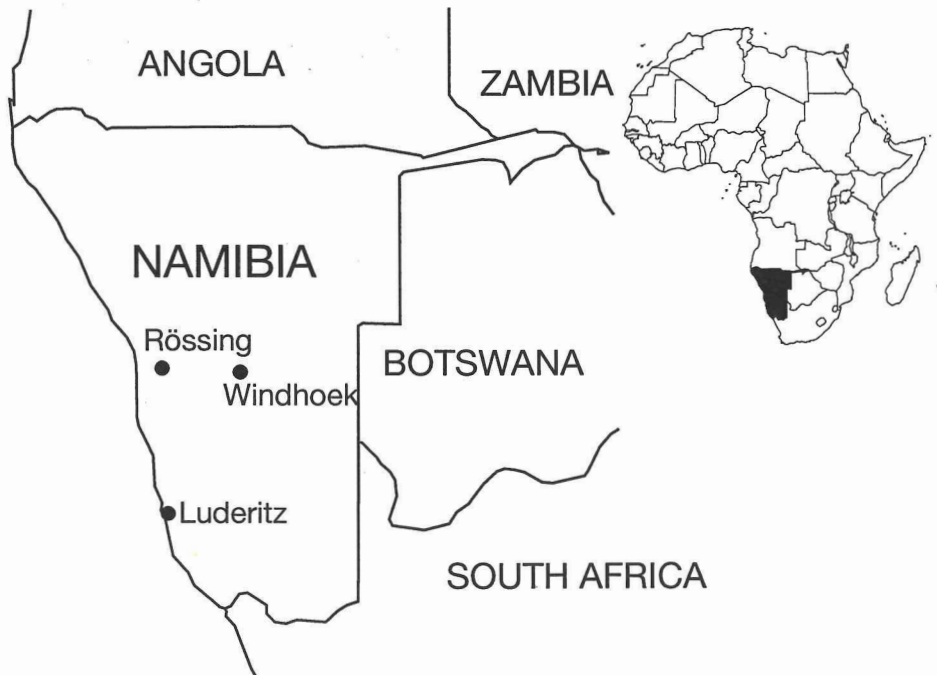 ANGOLA
ZAMBIA
NAMIBIA
Rössing
BOTSWANA
Windhoek
Luderitz
SOUTH AFRICA